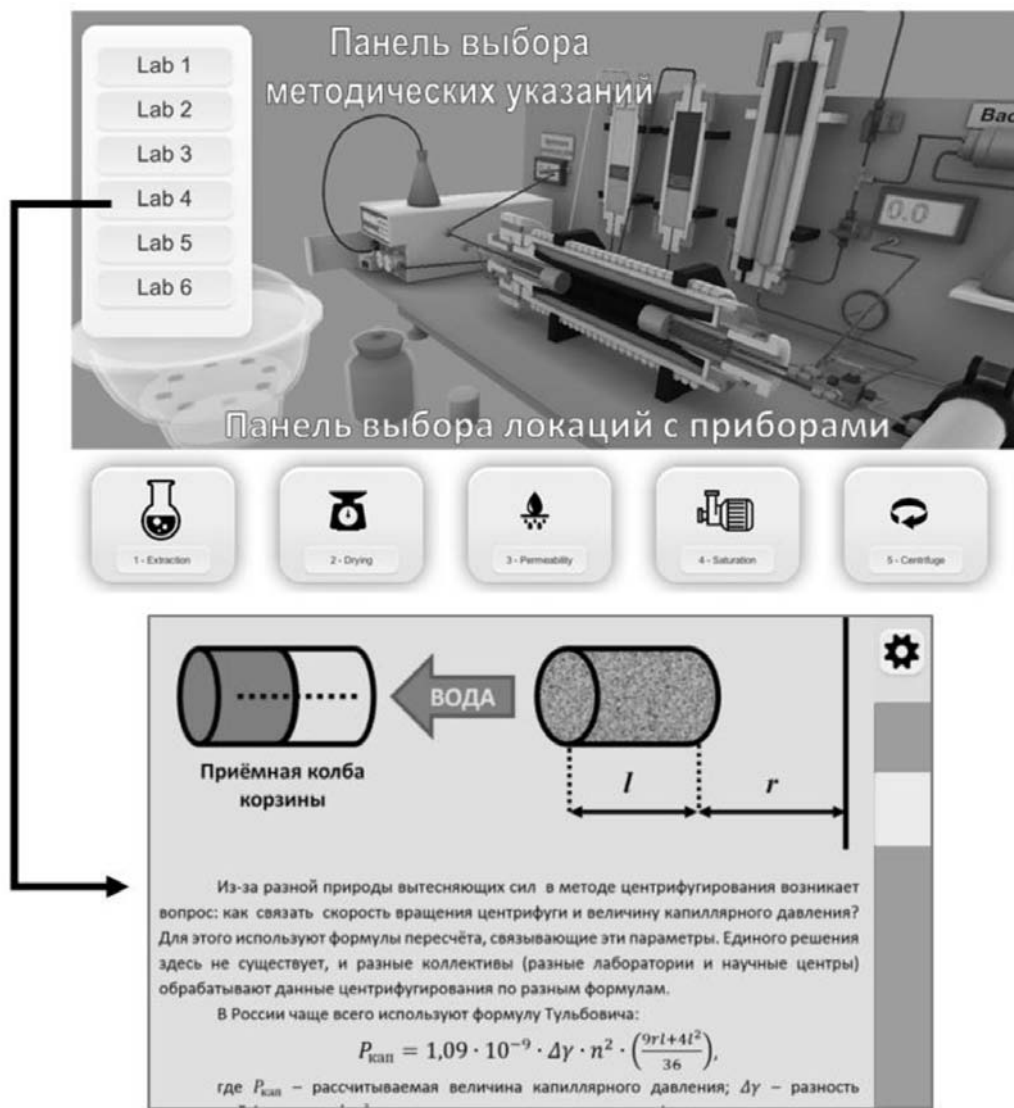 Панель выбора
методических указаний
Lab 1
Lab 2
Lab 3
Lab 4
Lab 5
Lab 6
0.0
Панель выбора локаций с приборами
1 - Extraction
2 - Drying
3 - Permeability
4 - Saturation
5 - Centrifuge
ВОДА
Приёмная колба
корзины
l
r
Из-за разной природы вытесняющих сил в методе центрифугирования возникает
вопрос: как связать скорость вращения центрифуги и величину капиллярного давления?
Для этого используют формулы пересчёта, связывающие эти параметры. Единого решения
здесь не существует, и разные коллективы (разные лаборатории и научные центры)
обрабатывают данные центрифугирования по разным формулам.
В России чаще всего используют формулу Тульбовича:
Pкап = 1,09 · 10⁻⁹ · Δγ · n² · ((9rl+4l²)/36),
где Pкап – рассчитываемая величина капиллярного давления; Δγ – разность